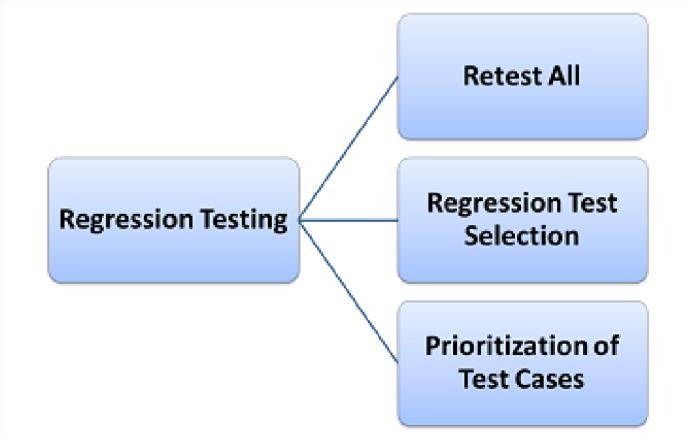 Regression Testing
Retest All
Regression Test
Selection
Prioritization of
Test Cases